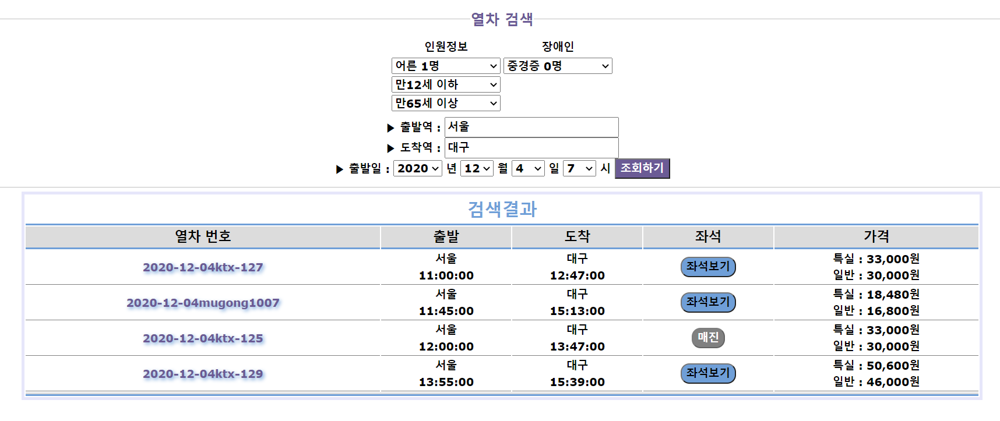 열차 검색
인원정보 장애인
어른 1명 중경증 0명
만12세 이하
만65세 이상
▶ 출발역 : 서울
▶ 도착역 : 대구
▶ 출발일 : 2020 년 12 월 4 일 7 시 조회하기
검색결과
열차 번호 출발 도착 좌석 가격
2020-12-04ktx-127 서울 11:00:00 대구 12:47:00 좌석보기 특실 : 33,000원 일반 : 30,000원
2020-12-04mugong1007 서울 11:45:00 대구 15:13:00 좌석보기 특실 : 18,480원 일반 : 16,800원
2020-12-04ktx-125 서울 12:00:00 대구 13:47:00 매진 특실 : 33,000원 일반 : 30,000원
2020-12-04ktx-129 서울 13:55:00 대구 15:39:00 좌석보기 특실 : 50,600원 일반 : 46,000원